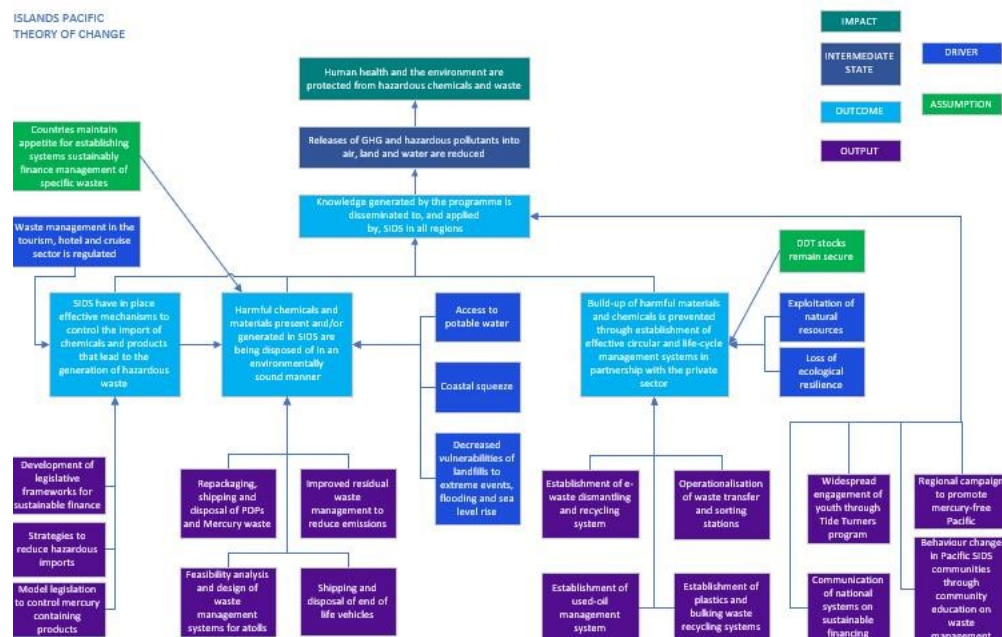 ISLANDS PACIFIC
THEORY OF CHANGE
IMPACT
INTERMEDIATE
STATE
DRIVER
OUTCOME
ASSUMPTION
OUTPUT
Human health and the environment are
protected from hazardous chemicals and waste
Releases of GHG and hazardous pollutants into
air, land and water are reduced
Knowledge generated by the programme is
disseminated to, and applied
by, SIDS in all regions
Countries maintain
appetite for establishing
systems sustainably
finance management of
specific wastes
Waste management in the
tourism, hotel and cruise
sector is regulated
DDT stocks
remain secure
SIDS have in place
effective mechanisms to
control the import of
chemicals and products
that lead to the
generation of hazardous
waste
Harmful chemicals and
materials present and/or
generated in SIDS are
being disposed of in an
environmentally
sound manner
Access to
potable water
Coastal squeeze
Decreased
vulnerabilities of
landfills to
extreme events,
flooding and sea
level rise
Build-up of harmful materials
and chemicals is prevented
through establishment of
effective circular and life-cycle
management systems in
partnership with the private
sector
Exploitation of
natural
resources
Loss of
ecological
resilience
Development of
legislative
frameworks for
sustainable finance
Strategies to
reduce hazardous
imports
Model legislation
to control mercury
containing
products
Repackaging,
shipping and
disposal of POPs
and Mercury waste
Improved residual
waste
management to
reduce emissions
Feasibility analysis
and design of
waste
management
systems for atolls
Shipping and
disposal of end of
life vehicles
Establishment of e-
waste dismantling
and recycling
system
Operationalisation
of waste transfer
and sorting
stations
Establishment of
used-oil
management
system
Establishment of
plastics and
bulking waste
recycling systems
Widespread
engagement of
youth through
Tide Turners
program
Regional campaign
to promote
mercury-free
Pacific
Communication
of national
systems on
sustainable
financing
Behaviour change
in Pacific SIDS
communities
through
community
education on
waste
management